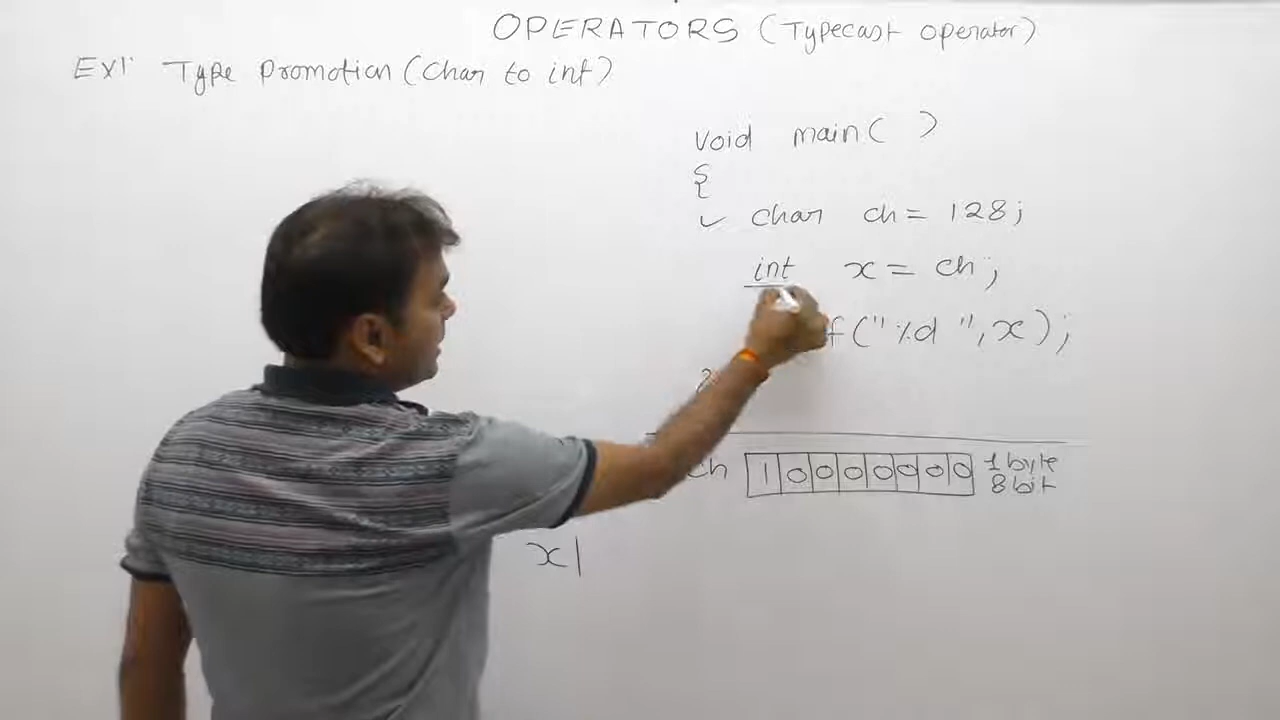 OPERATORS (Typecast operator)
Ex1: Type promotion (Char to int)
void main( )
{
✓ char ch = 128;
int x = ch;
f("%d ", x);
ch 1 0 0 0 0 0 0 0 1 byte
8 bit
x